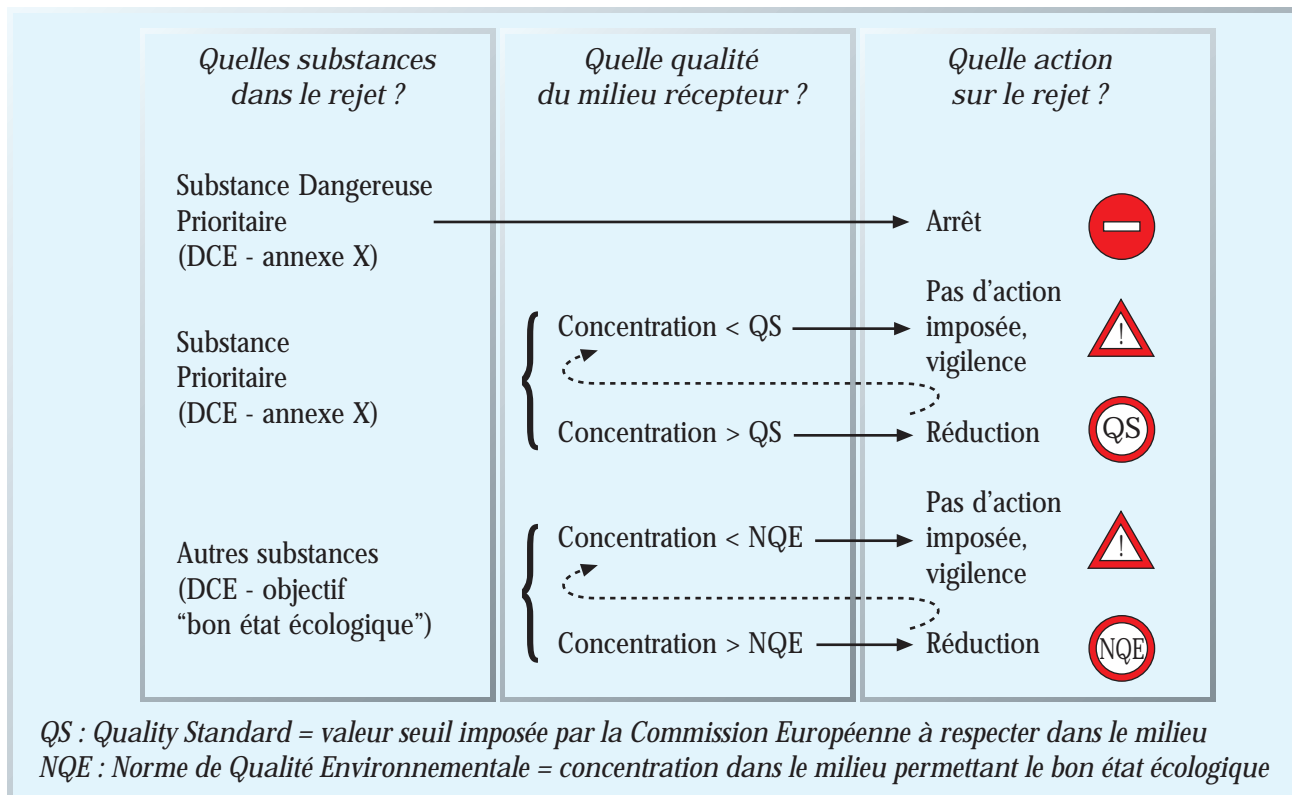 Quelles substances
dans le rejet ?
Quelle qualité
du milieu récepteur ?
Quelle action
sur le rejet ?
Substance Dangereuse
Prioritaire
(DCE - annexe X)
Arrêt
Substance
Prioritaire
(DCE - annexe X)
Concentration < QS
Pas d’action
imposée,
vigilence
!
Concentration > QS
Réduction
QS
Autres substances
(DCE - objectif
“bon état écologique”)
Concentration < NQE
Pas d’action
imposée,
vigilence
!
Concentration > NQE
Réduction
NQE
QS : Quality Standard = valeur seuil imposée par la Commission Européenne à respecter dans le milieu
NQE : Norme de Qualité Environnementale = concentration dans le milieu permettant le bon état écologique